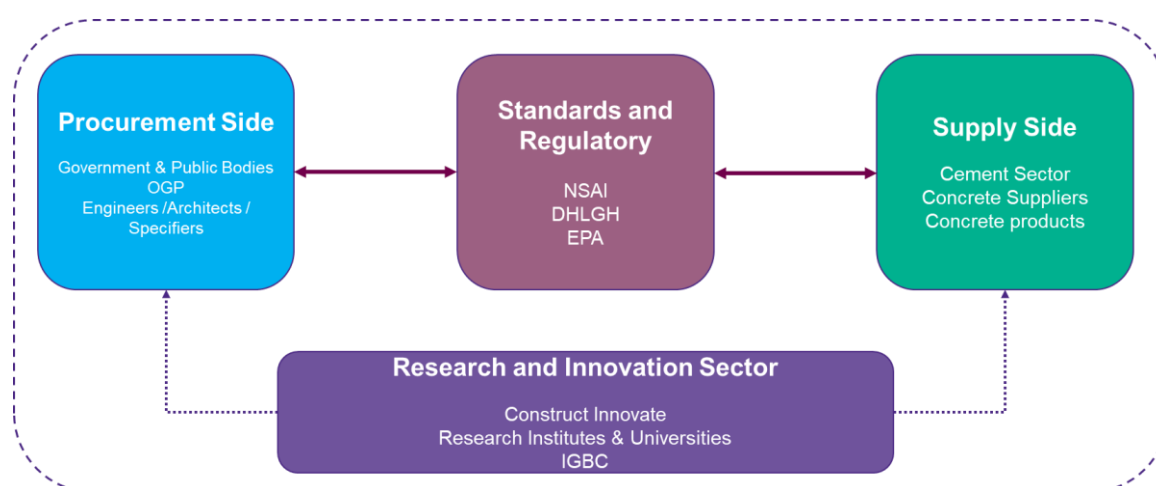 Procurement Side
Government & Public Bodies
OGP
Engineers /Architects /
Specifiers
Standards and
Regulatory
NSAI
DHLGH
EPA
Supply Side
Cement Sector
Concrete Suppliers
Concrete products
Research and Innovation Sector
Construct Innovate
Research Institutes & Universities
IGBC